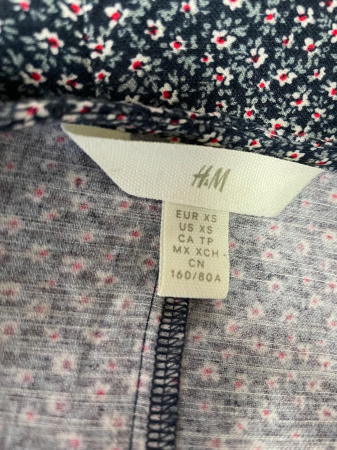 H&M
EUR XS
US XS
CA TP
MX XCH
CN
160/80A